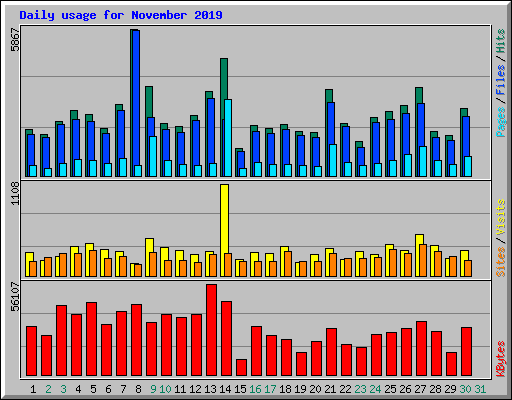 Daily usage for November 2019
5867
Pages / Files / Hits
1108
Sites / Visits
56107
KBytes
1 2 3 4 5 6 7 8 9 10 11 12 13 14 15 16 17 18 19 20 21 22 23 24 25 26 27 28 29 30 31